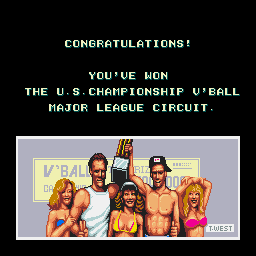 CONGRATULATIONS!
YOU'VE WON
THE U.S.CHAMPIONSHIP V'BALL
MAJOR LEAGUE CIRCUIT.
V'BALL
T-WEST